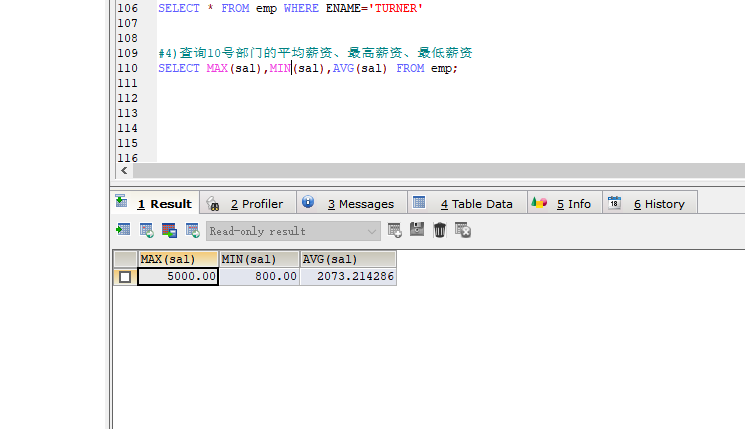 106 SELECT * FROM emp WHERE ENAME='TURNER'
107
108
109 #4)查询10号部门的平均薪资、最高薪资、最低薪资
110 SELECT MAX(sal),MIN(sal),AVG(sal) FROM emp;
111
112
113
114
115
116
1 Result 2 Profiler 3 Messages 4 Table Data 5 Info 18 6 History
Read-only result
MAX(sal) MIN(sal) AVG(sal)
5000.00 800.00 2073.214286